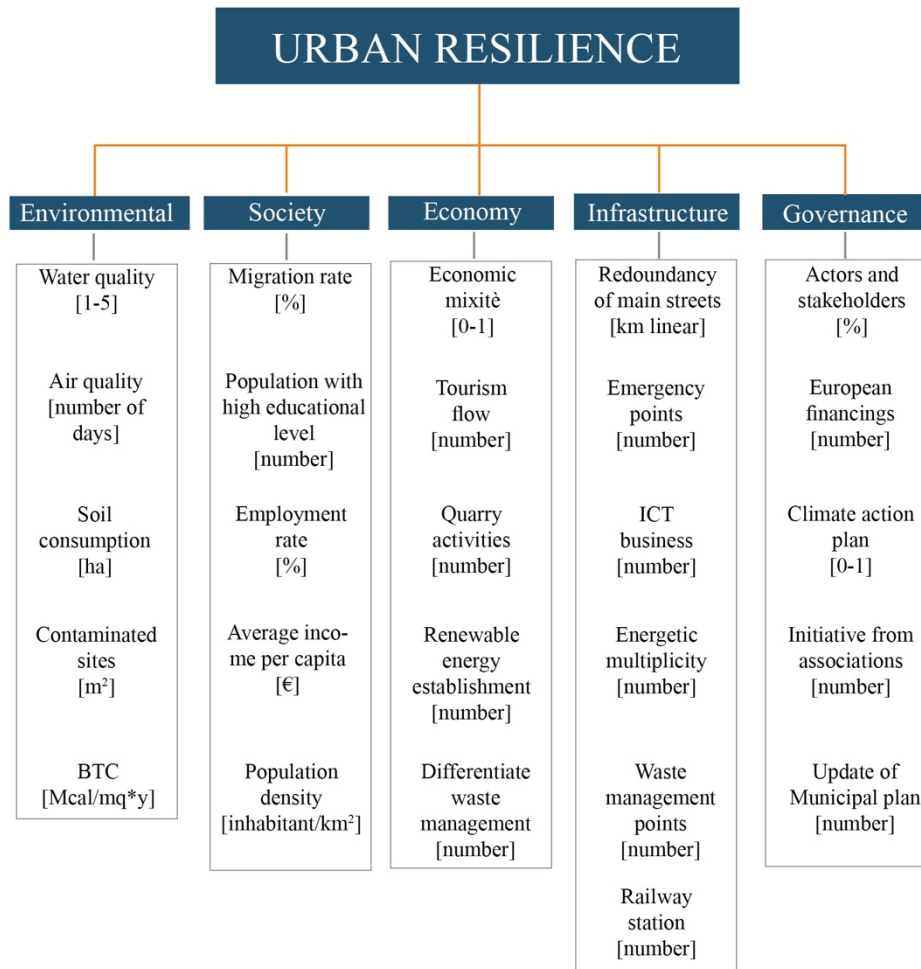 URBAN RESILIENCE
Environmental
Water quality
[1-5]
Air quality
[number of
days]
Soil
consumption
[ha]
Contaminated
sites
[m²]
BTC
[Mcal/mq*y]
Society
Migration rate
[%]
Population with
high educational
level
[number]
Employment
rate
[%]
Average inco-
me per capita
[€]
Population
density
[inhabitant/km²]
Economy
Economic
mixitè
[0-1]
Tourism
flow
[number]
Quarry
activities
[number]
Renewable
energy
establishment
[number]
Differentiate
waste
management
[number]
Infrastructure
Redoundancy
of main streets
[km linear]
Emergency
points
[number]
ICT
business
[number]
Energetic
multiplicity
[number]
Waste
management
points
[number]
Railway
station
[number]
Governance
Actors and
stakeholders
[%]
European
financings
[number]
Climate action
plan
[0-1]
Initiative from
associations
[number]
Update of
Municipal plan
[number]